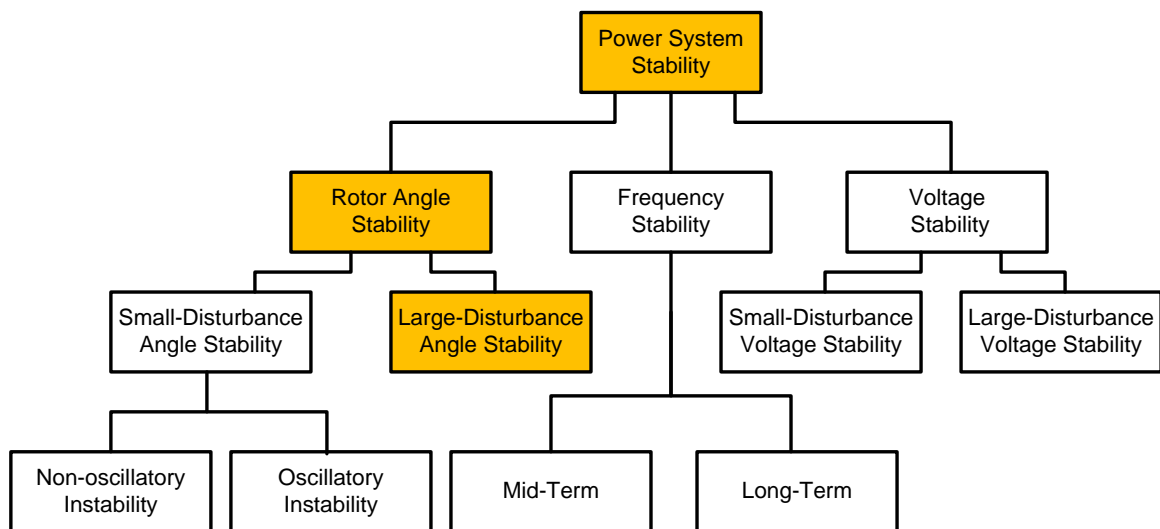 Power System
Stability
Rotor Angle
Stability
Frequency
Stability
Voltage
Stability
Small-Disturbance
Angle Stability
Large-Disturbance
Angle Stability
Small-Disturbance
Voltage Stability
Large-Disturbance
Voltage Stability
Non-oscillatory
Instability
Oscillatory
Instability
Mid-Term
Long-Term